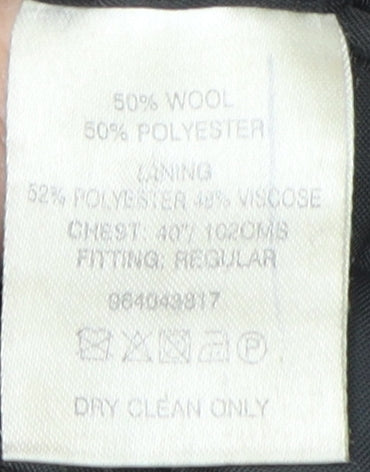 50% WOOL
50% POLYESTER
LINING
52% POLYESTER 48% VISCOSE
CHEST: 40"/ 102CMS
FITTING: REGULAR
964043817
P
DRY CLEAN ONLY